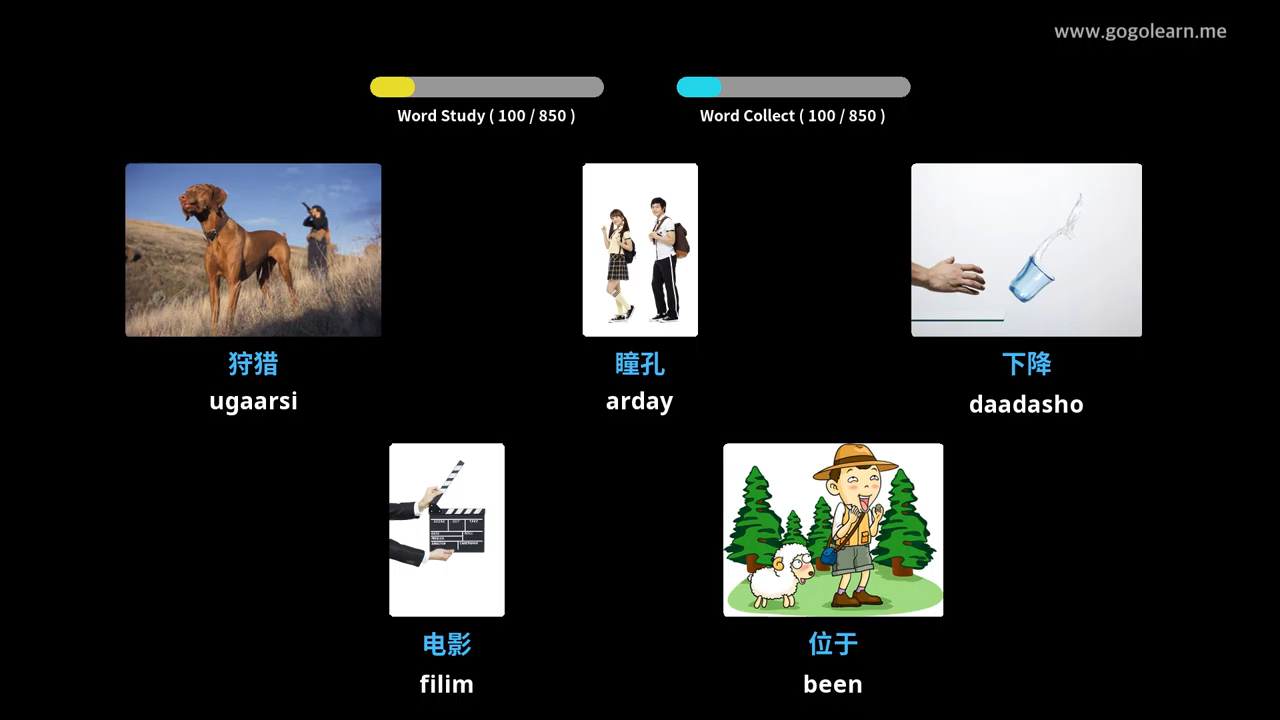 www.gogolearn.me
Word Study ( 100 / 850 )
Word Collect ( 100 / 850 )
狩猎
ugaarsi
瞳孔
arday
下降
daadasho
电影
filim
位于
been